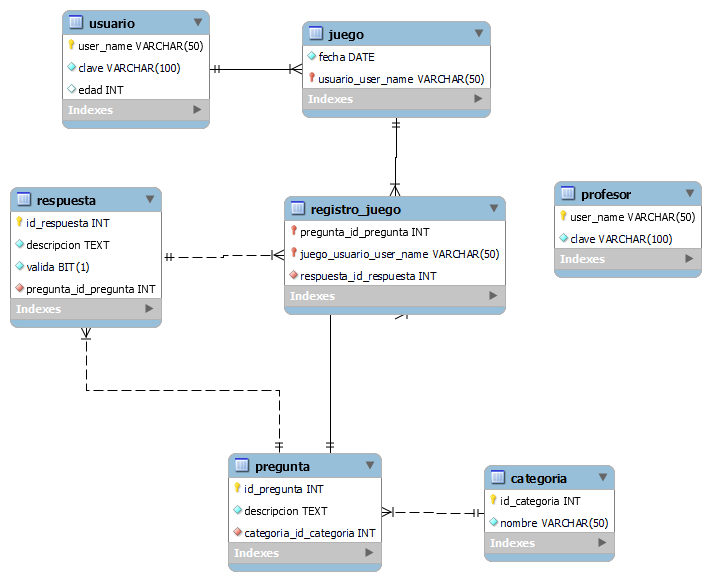 usuario
user_name VARCHAR(50)
clave VARCHAR(100)
edad INT
Indexes
juego
fecha DATE
usuario_user_name VARCHAR(50)
Indexes
respuesta
id_respuesta INT
descripcion TEXT
valida BIT(1)
pregunta_id_pregunta INT
Indexes
registro_juego
pregunta_id_pregunta INT
juego_usuario_user_name VARCHAR(50)
respuesta_id_respuesta INT
Indexes
profesor
user_name VARCHAR(50)
clave VARCHAR(100)
Indexes
pregunta
id_pregunta INT
descripcion TEXT
categoria_id_categoria INT
Indexes
categoria
id_categoria INT
nombre VARCHAR(50)
Indexes